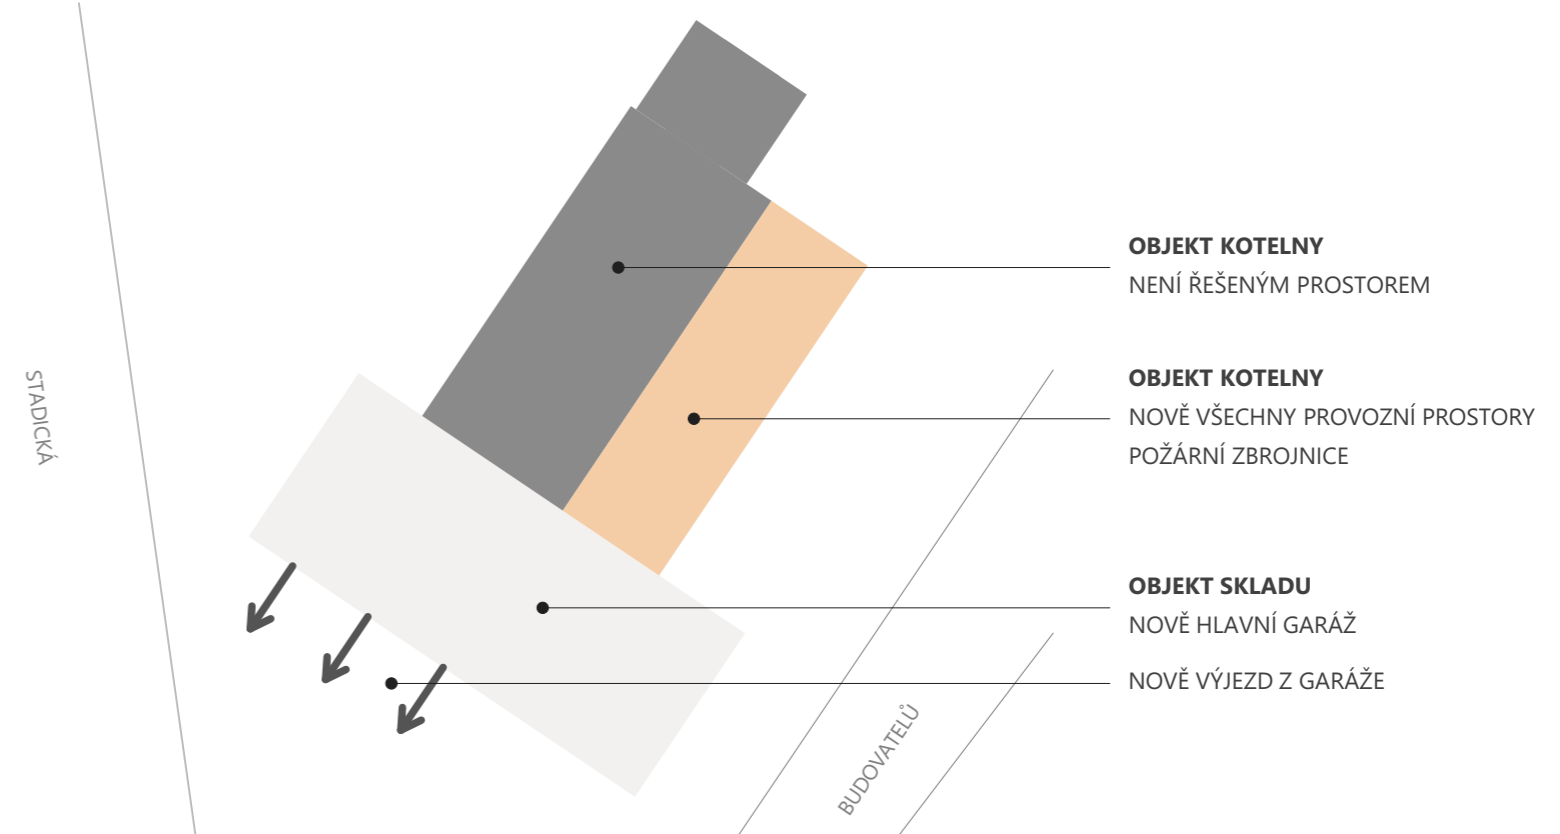 STADICKÁ
OBJEKT KOTELNY
NENÍ ŘEŠENÝM PROSTOREM
OBJEKT KOTELNY
NOVĚ VŠECHNY PROVOZNÍ PROSTORY
POŽÁRNÍ ZBROJNICE
OBJEKT SKLADU
NOVĚ HLAVNÍ GARÁŽ
NOVĚ VÝJEZD Z GARÁŽE
BUDOVATELŮ